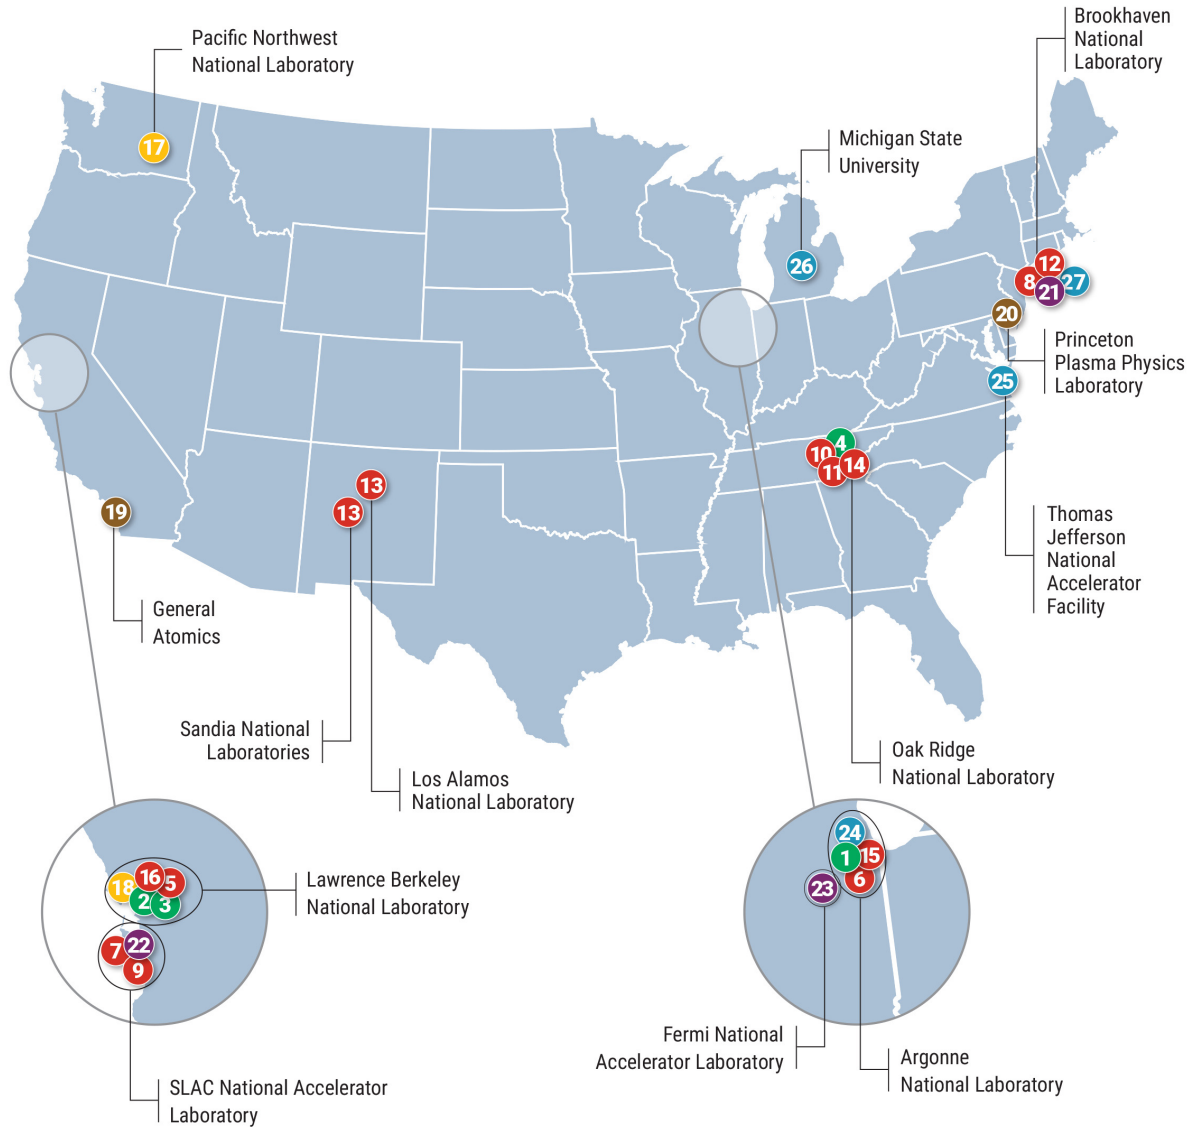 Brookhaven
National
Laboratory
Pacific Northwest
National Laboratory
17
Michigan State
University
26
12
8
27
21
20
Princeton
Plasma Physics
Laboratory
25
4
10
14
11
13
13
19
Thomas
Jefferson
National
Accelerator
Facility
General
Atomics
Sandia National
Laboratories
Los Alamos
National Laboratory
Oak Ridge
National Laboratory
24
1
15
6
23
16
5
18
2
3
Lawrence Berkeley
National Laboratory
7
22
9
Fermi National
Accelerator Laboratory
Argonne
National Laboratory
SLAC National Accelerator
Laboratory